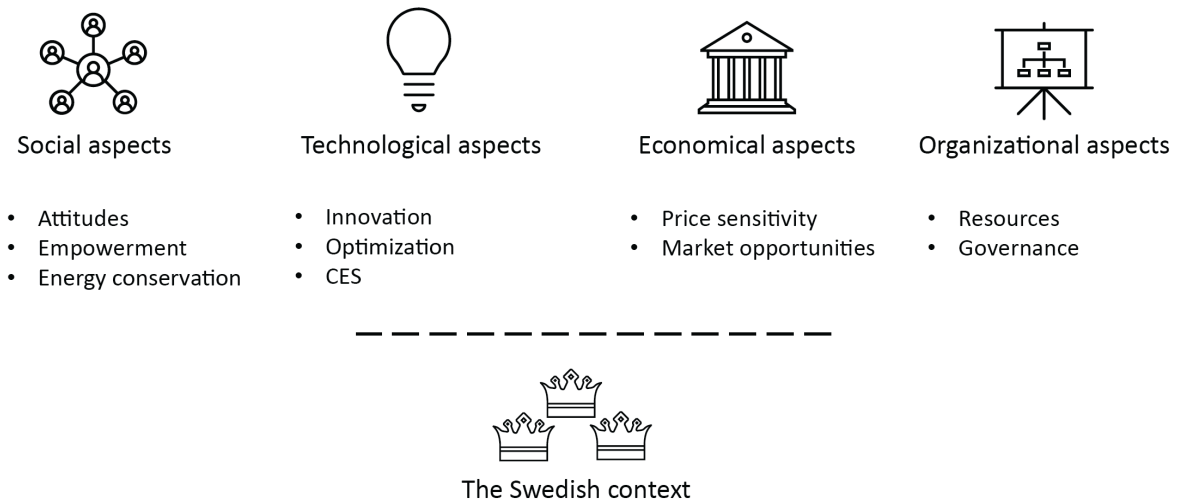 Social aspects
Technological aspects
Economical aspects
Organizational aspects
• Attitudes
• Empowerment
• Energy conservation
• Innovation
• Optimization
• CES
• Price sensitivity
• Market opportunities
• Resources
• Governance
The Swedish context